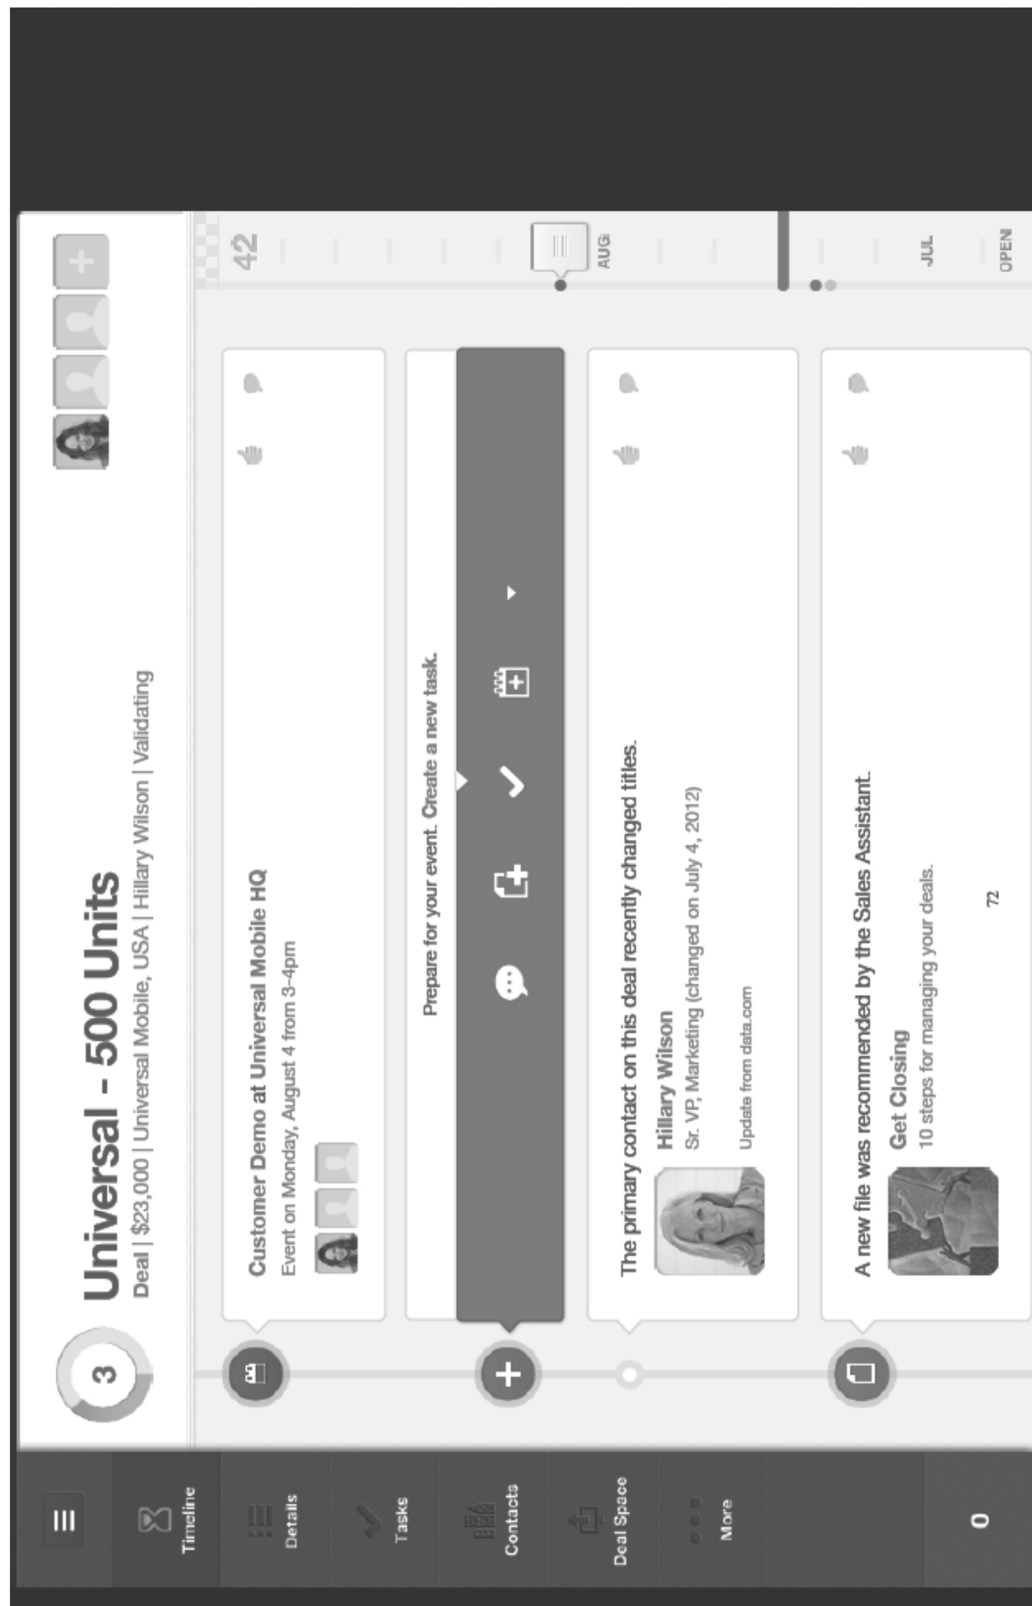 3
Universal - 500 Units
Deal | $23,000 | Universal Mobile, USA | Hillary Wilson | Validating
Timeline
Details
Tasks
Contacts
Deal Space
More
0
Customer Demo at Universal Mobile HQ
Event on Monday, August 4 from 3-4pm
Prepare for your event. Create a new task.
The primary contact on this deal recently changed titles.
Hillary Wilson
Sr. VP, Marketing (changed on July 4, 2012)
Update from data.com
A new file was recommended by the Sales Assistant.
Get Closing
10 steps for managing your deals.
72
42
AUG
JUL
OPEN